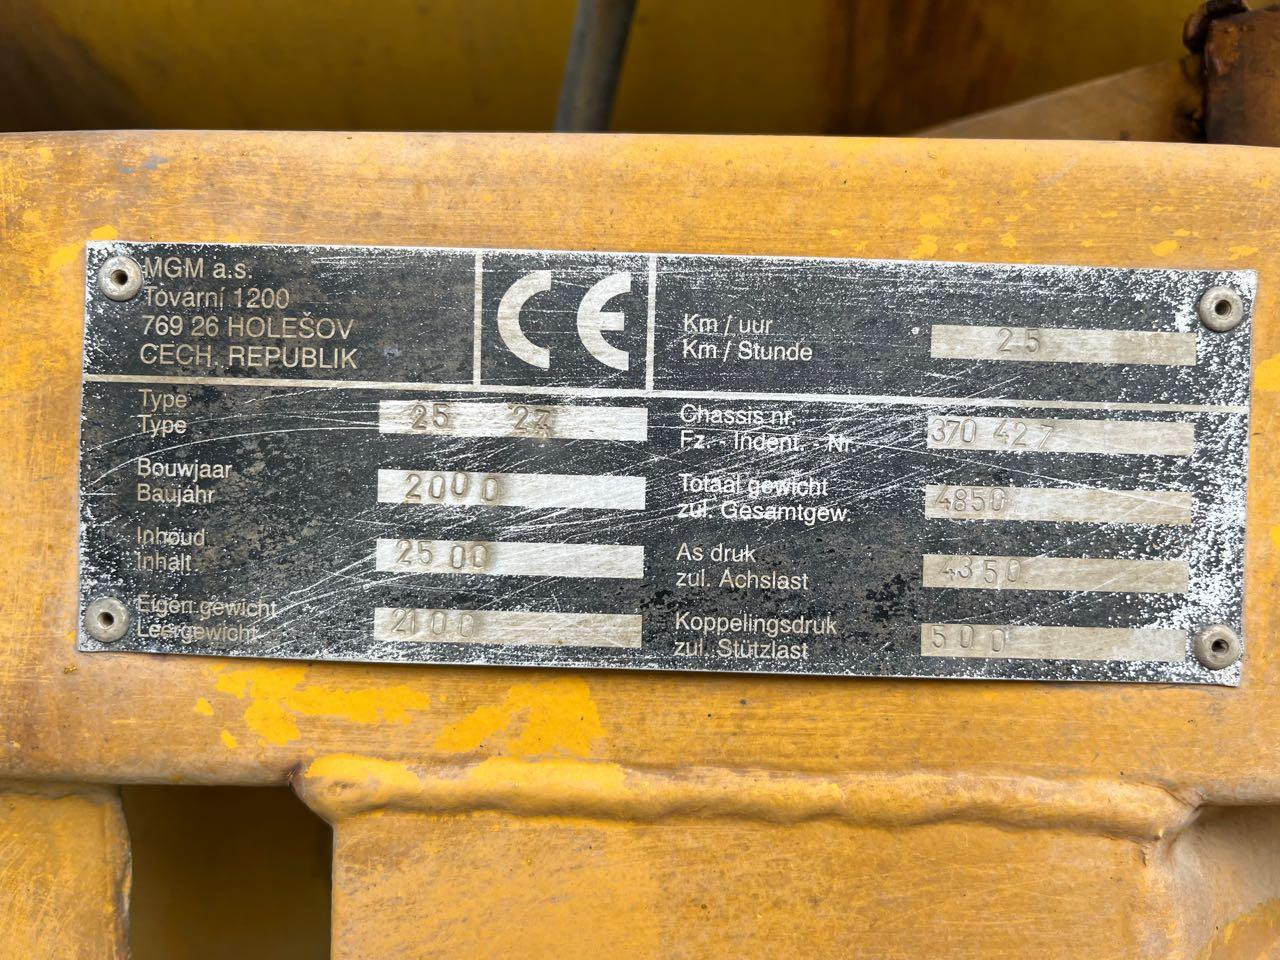 MGM a.s.
Tovární 1200
769 26 HOLEŠOV
CECH. REPUBLIK
CE
Km / uur
Km / Stunde
25
Type
Type
25
Bouwjaar
Baujahr
2000
Inhoud
Inhalt
2500
Eigen gewicht
Leergewicht
2100
Chassis nr.
Fz. - Indent. - Nr.
370 427
Totaal gewicht
zul. Gesamtgew.
4850
As druk
zul. Achslast
4350
Koppelingsdruk
zul. Stützlast
500